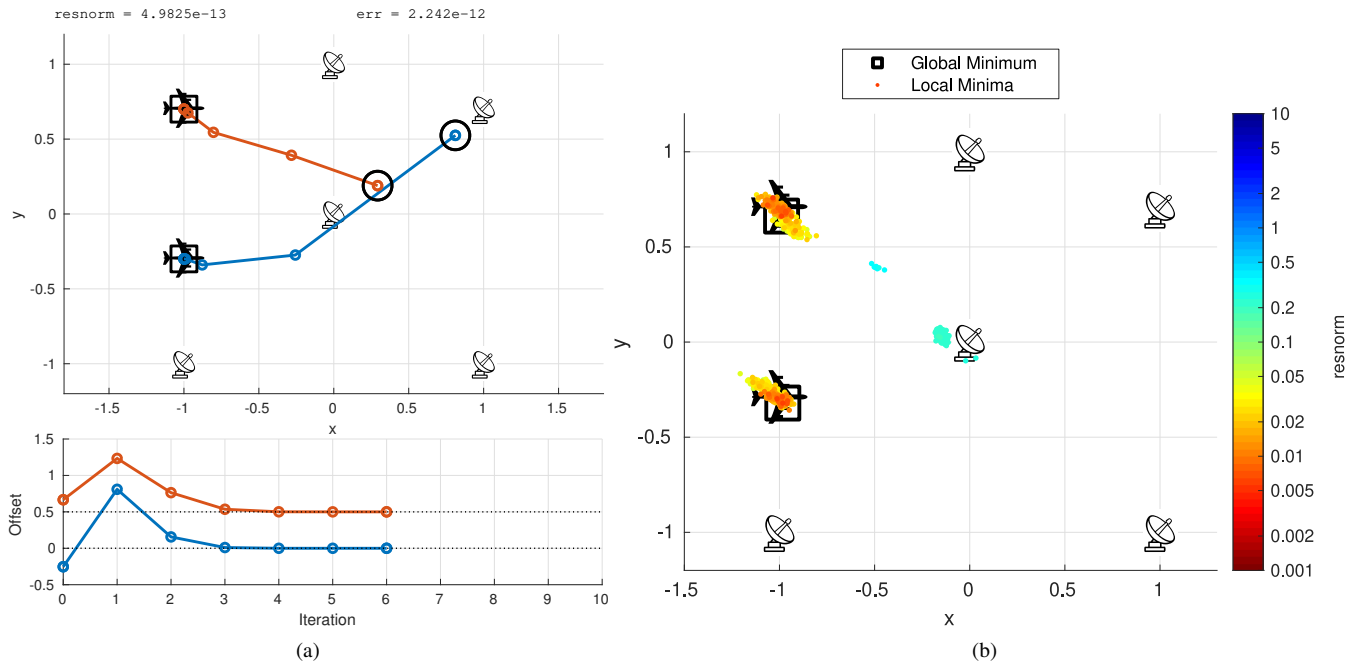 resnorm = 4.9825e-13 err = 2.242e-12
1
0.5
0
-0.5
-1
y
-1.5 -1 -0.5 0 0.5 1 1.5
x
1.5
1
0.5
0
-0.5
Offset
0 1 2 3 4 5 6 7 8 9 10
Iteration
(a)
Global Minimum
Local Minima
1
0.5
0
-0.5
-1
y
-1.5 -1 -0.5 0 0.5 1
x
10
5
2
1
0.5
0.2
0.1
0.05
0.02
0.01
0.005
0.002
0.001
resnorm
(b)